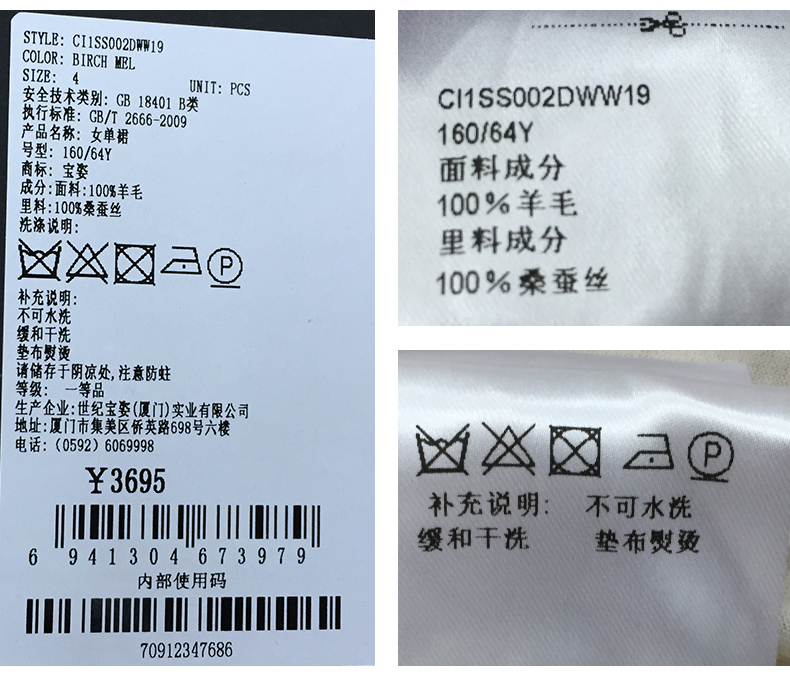 STYLE: CI1SS002DWW19
COLOR: BIRCH MEL
SIZE: 4
UNIT: PCS
安全技术类别: GB 18401 B类
执行标准: GB/T 2666-2009
产品名称: 女单裙
号型: 160/64Y
商标: 宝姿
成分:面料:100%羊毛
里料:100%桑蚕丝
洗涤说明:
P
补充说明:
不可水洗
缓和干洗
垫布熨烫
请储存于阴凉处,注意防蛀
等级: 一等品
生产企业:世纪宝姿(厦门)实业有限公司
地址:厦门市集美区侨英路698号六楼
电话: (0592) 6069998
¥3695
6 941304 673979
内部使用码
70912347686
CI1SS002DWW19
160/64Y
面料成分
100%羊毛
里料成分
100%桑蚕丝
P
补充说明: 不可水洗
缓和干洗 垫布熨烫